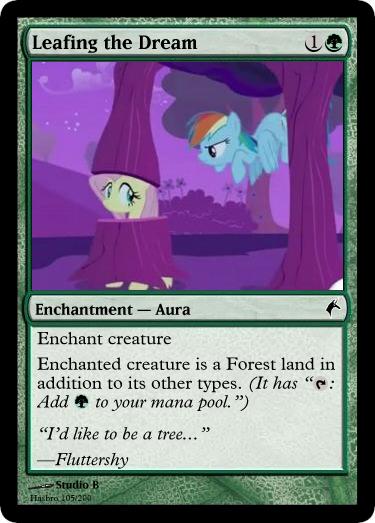 Leafing the Dream 1
Enchantment — Aura
Enchant creature
Enchanted creature is a Forest land in
addition to its other types. (It has “ :
Add to your mana pool.”)
“I’d like to be a tree…”
—Fluttershy
Studio B
Hasbro 105/200